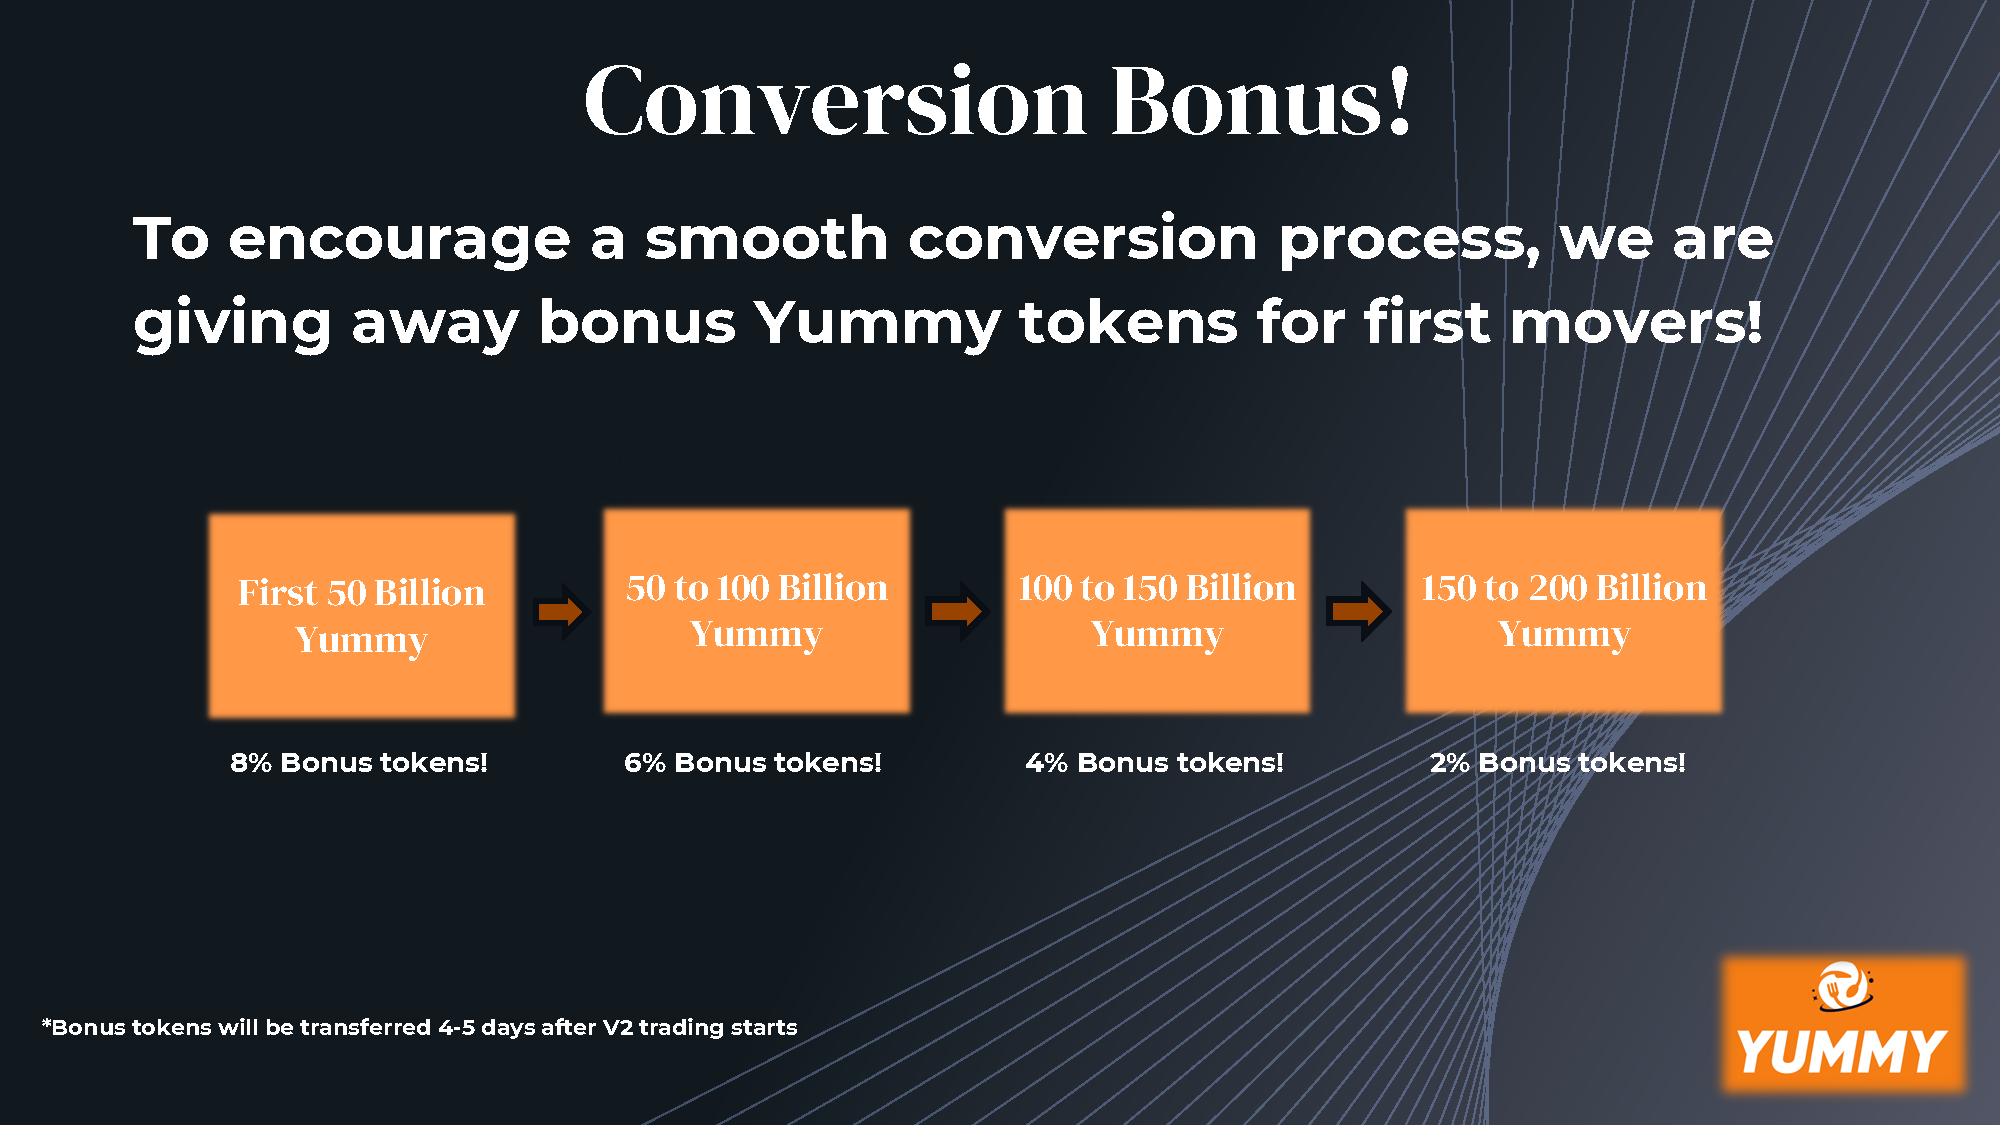 Conversion Bonus!
To encourage a smooth conversion process, we are
giving away bonus Yummy tokens for first movers!
First 50 Billion
Yummy
50 to 100 Billion
Yummy
100 to 150 Billion
Yummy
150 to 200 Billion
Yummy
8% Bonus tokens!
6% Bonus tokens!
4% Bonus tokens!
2% Bonus tokens!
*Bonus tokens will be transferred 4-5 days after V2 trading starts
YUMMY